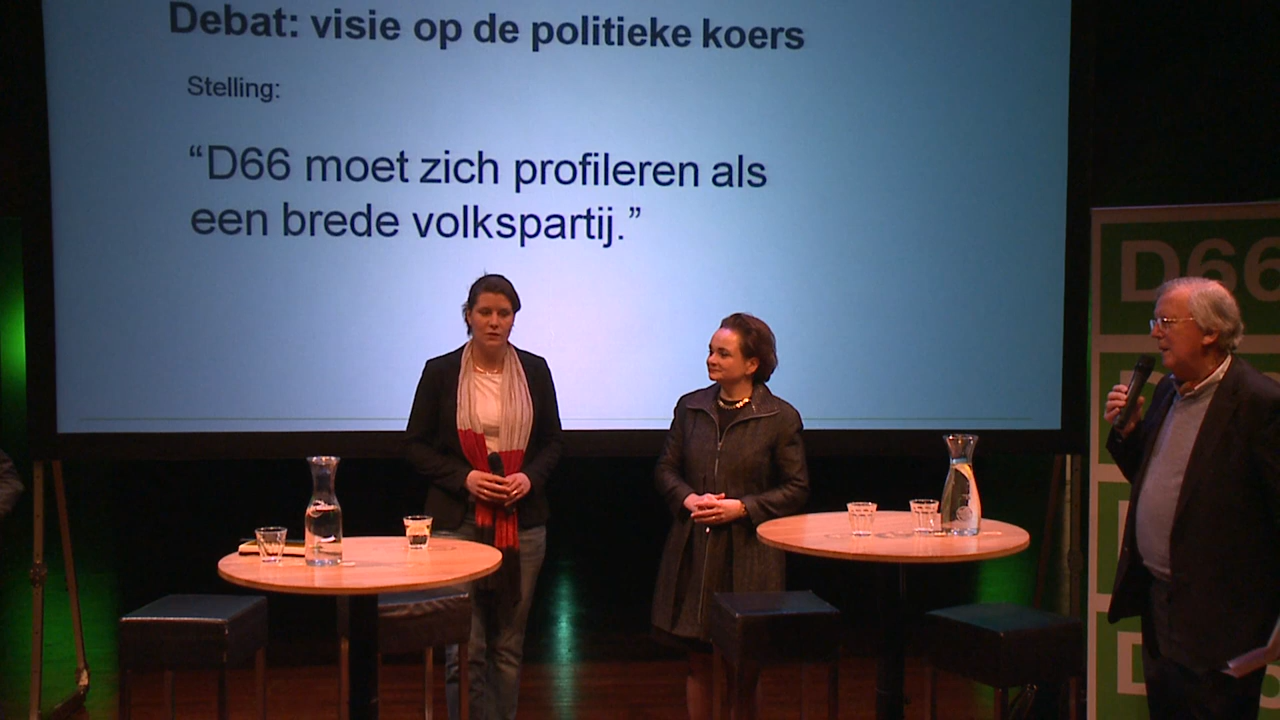 Debat: visie op de politieke koers
Stelling:
“D66 moet zich profileren als
een brede volkspartij.”
D66